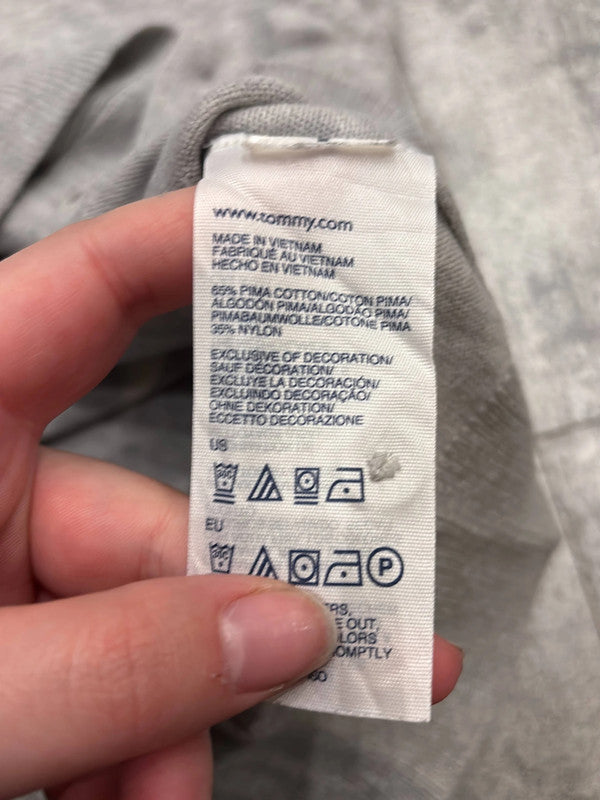 www.tommy.com
MADE IN VIETNAM
FABRIQUÉ AU VIETNAM
HECHO EN VIETNAM
65% PIMA COTTON/COTON PIMA/
ALGODÓN PIMA/ALGODÃO PIMA/
PIMABAUMWOLLE/COTONE PIMA
35% NYLON
EXCLUSIVE OF DECORATION/
SAUF DÉCORATION/
EXCLUYE LA DECORACIÓN/
EXCLUINDO DECORAÇÃO/
OHNE DEKORATION/
ECCETTO DECORAZIONE
US
EU
P
E OUT,